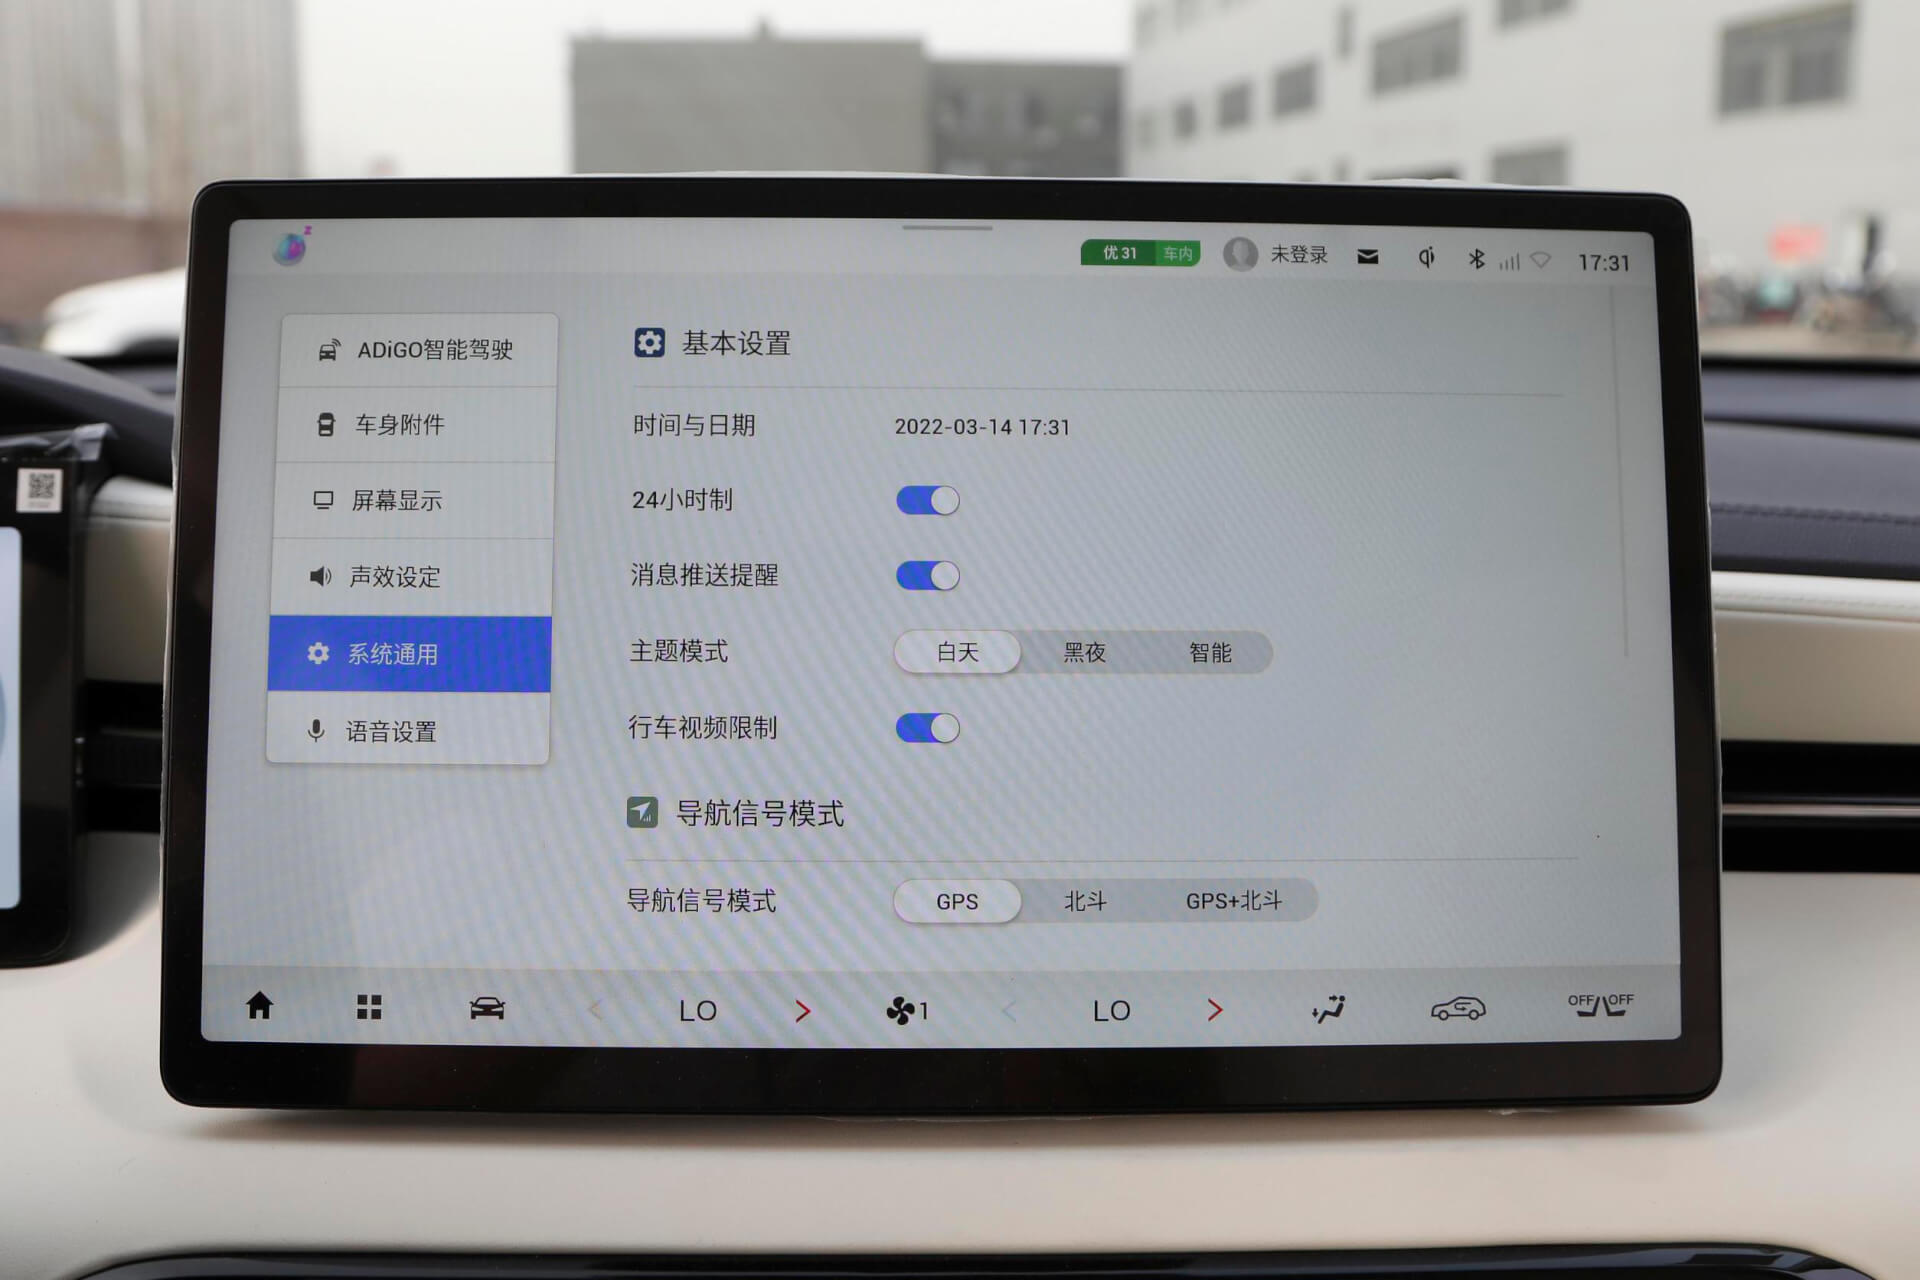 优 31 车内 未登录 17:31
ADiGO智能驾驶
车身附件
屏幕显示
声效设定
系统通用
语音设置
基本设置
时间与日期 2022-03-14 17:31
24小时制
消息推送提醒
主题模式 白天 黑夜 智能
行车视频限制
导航信号模式
导航信号模式 GPS 北斗 GPS+北斗
LO 1 LO OFF OFF